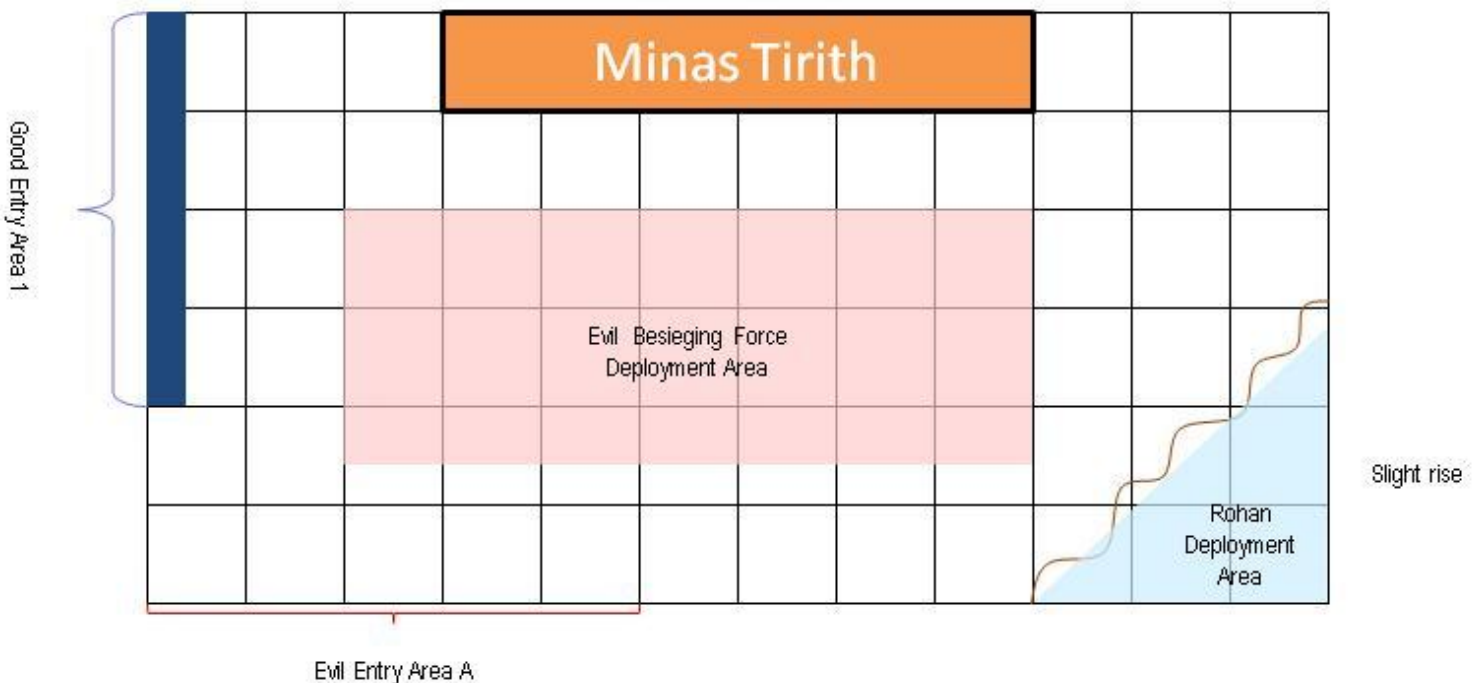 Minas Tirith
Good Entry Area 1
Evil Besieging Force
Deployment Area
Slight rise
Rohan
Deployment
Area
Evil Entry Area A